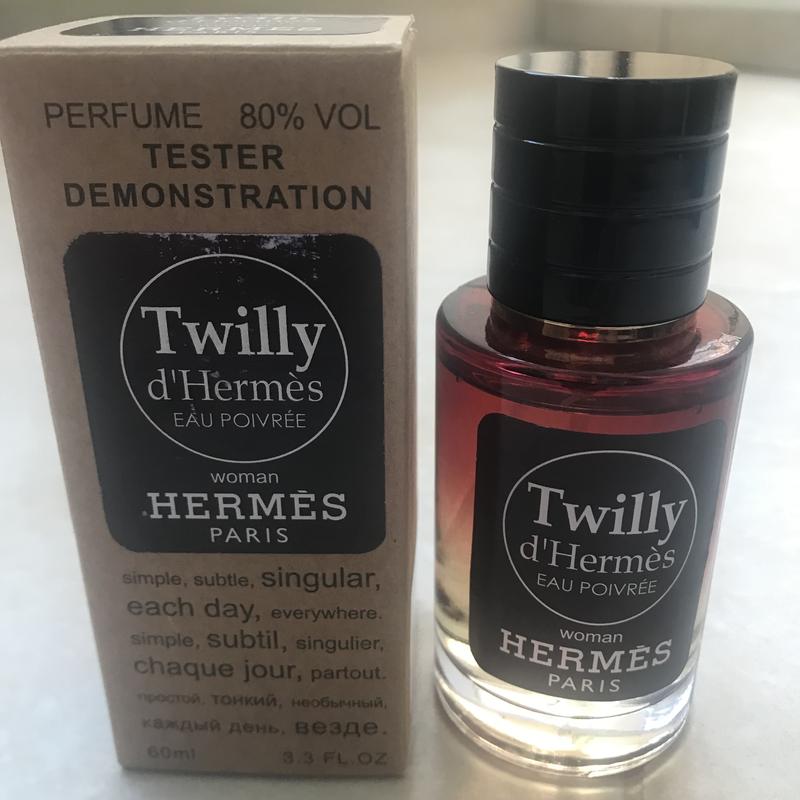 Twilly
HERMÈS
PERFUME 80% VOL
TESTER
DEMONSTRATION
Twilly
d'Hermès
EAU POIVRÉE
woman
HERMÈS
PARIS
simple, subtle, singular,
each day, everywhere.
simple, subtil, singulier,
chaque jour, partout.
простой, тонкий, необычный,
каждый день, везде.
60ml 3.3 FL.OZ
Twilly
d'Hermès
EAU POIVRÉE
woman
HERMÈS
PARIS